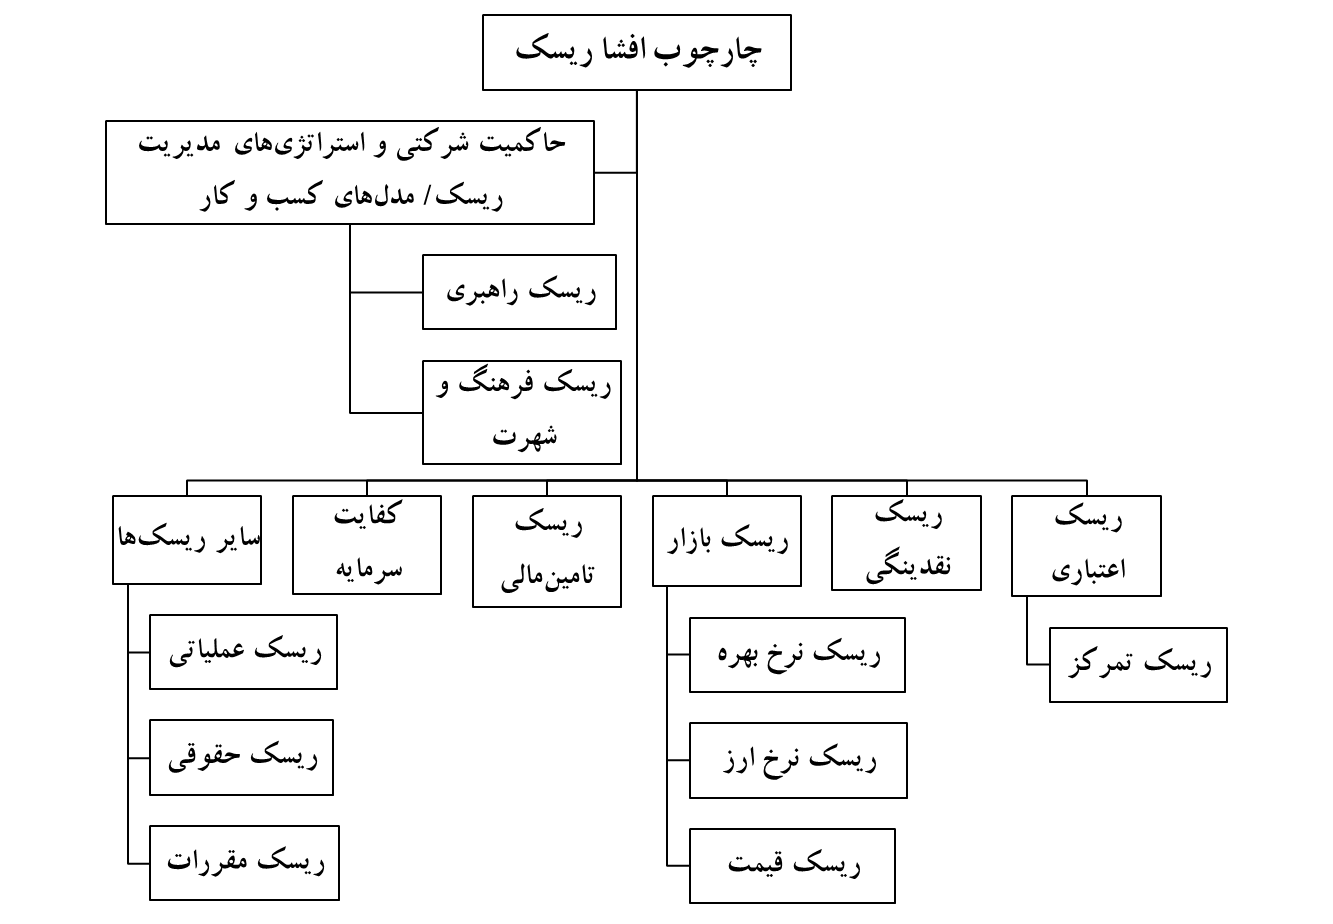 چارچوب افشا ریسک
حاکمیت شرکتی و استراتژی‌های مدیریت
ریسک/ مدل‌های کسب و کار
ریسک راهبری
ریسک فرهنگ و
شهرت
ریسک
اعتباری
ریسک تمرکز
ریسک
نقدینگی
ریسک بازار
ریسک نرخ بهره
ریسک نرخ ارز
ریسک قیمت
ریسک
تامین‌مالی
کفایت
سرمایه
سایر ریسک‌ها
ریسک عملیاتی
ریسک حقوقی
ریسک مقررات